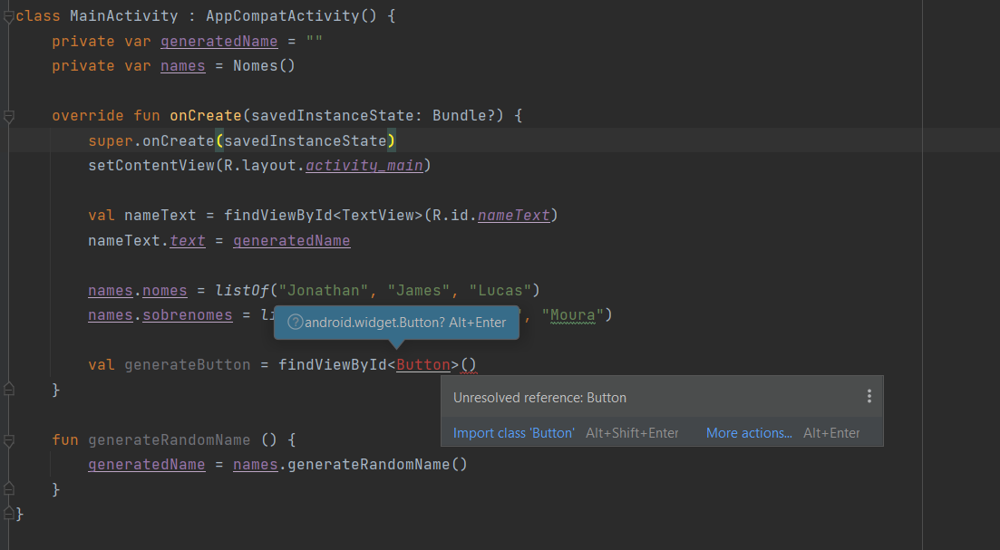 class MainActivity : AppCompatActivity() {
private var generatedName = ""
private var names = Nomes()
override fun onCreate(savedInstanceState: Bundle?) {
super.onCreate(savedInstanceState)
setContentView(R.layout.activity_main)
val nameText = findViewById<TextView>(R.id.nameText)
nameText.text = generatedName
names.nomes = listOf("Jonathan", "James", "Lucas")
names.sobrenomes = li , "Moura")
android.widget.Button? Alt+Enter
val generateButton = findViewById<Button>()
}
Unresolved reference: Button
Import class 'Button' Alt+Shift+Enter More actions... Alt+Enter
fun generateRandomName () {
generatedName = names.generateRandomName()
}
}